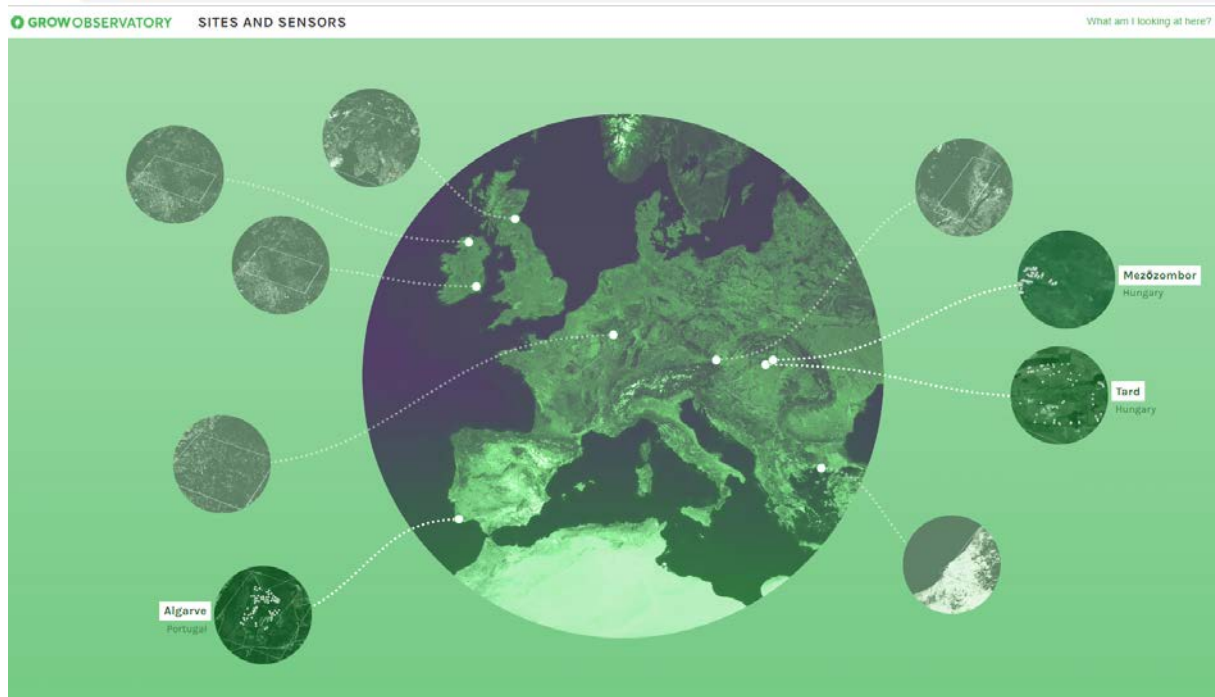 GROWOBSERVATORY SITES AND SENSORS What am I looking at here?
Mezőzombor
Hungary
Tard
Hungary
Algarve
Portugal